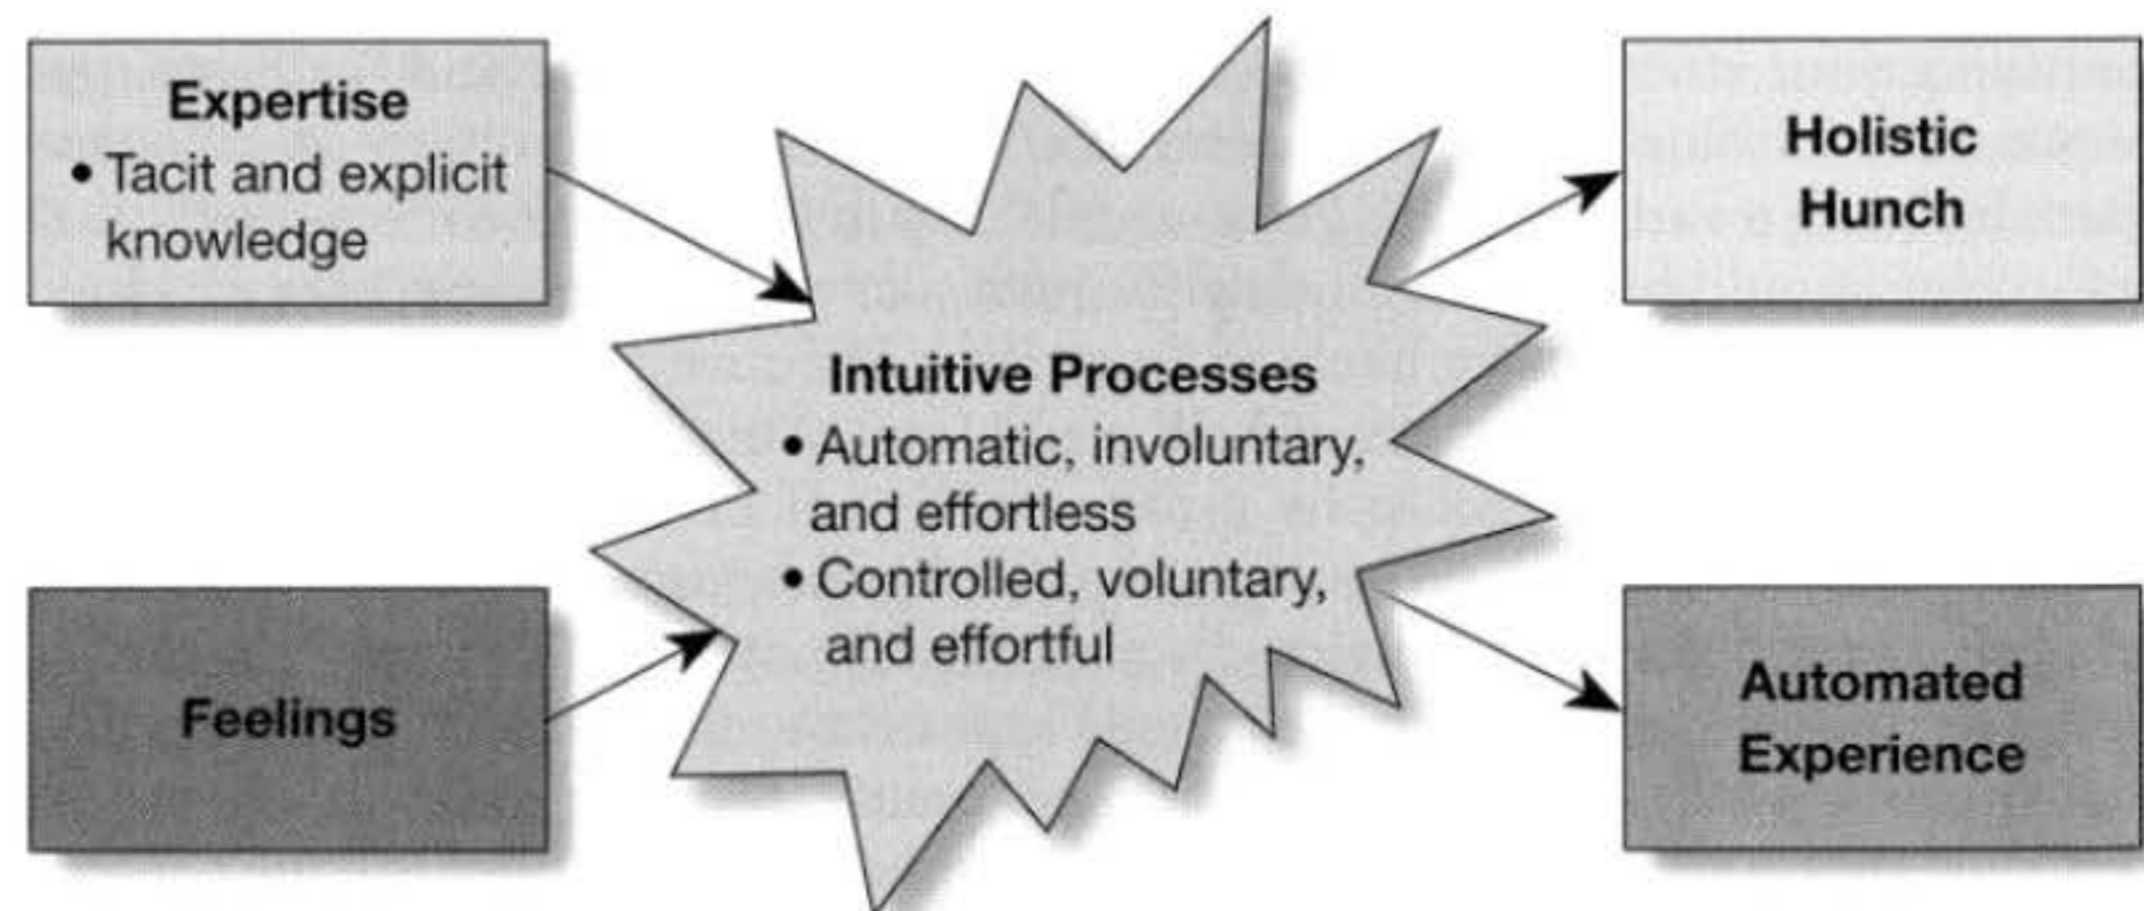 Expertise
• Tacit and explicit
knowledge
Feelings
Intuitive Processes
• Automatic, involuntary,
and effortless
• Controlled, voluntary,
and effortful
Holistic
Hunch
Automated
Experience